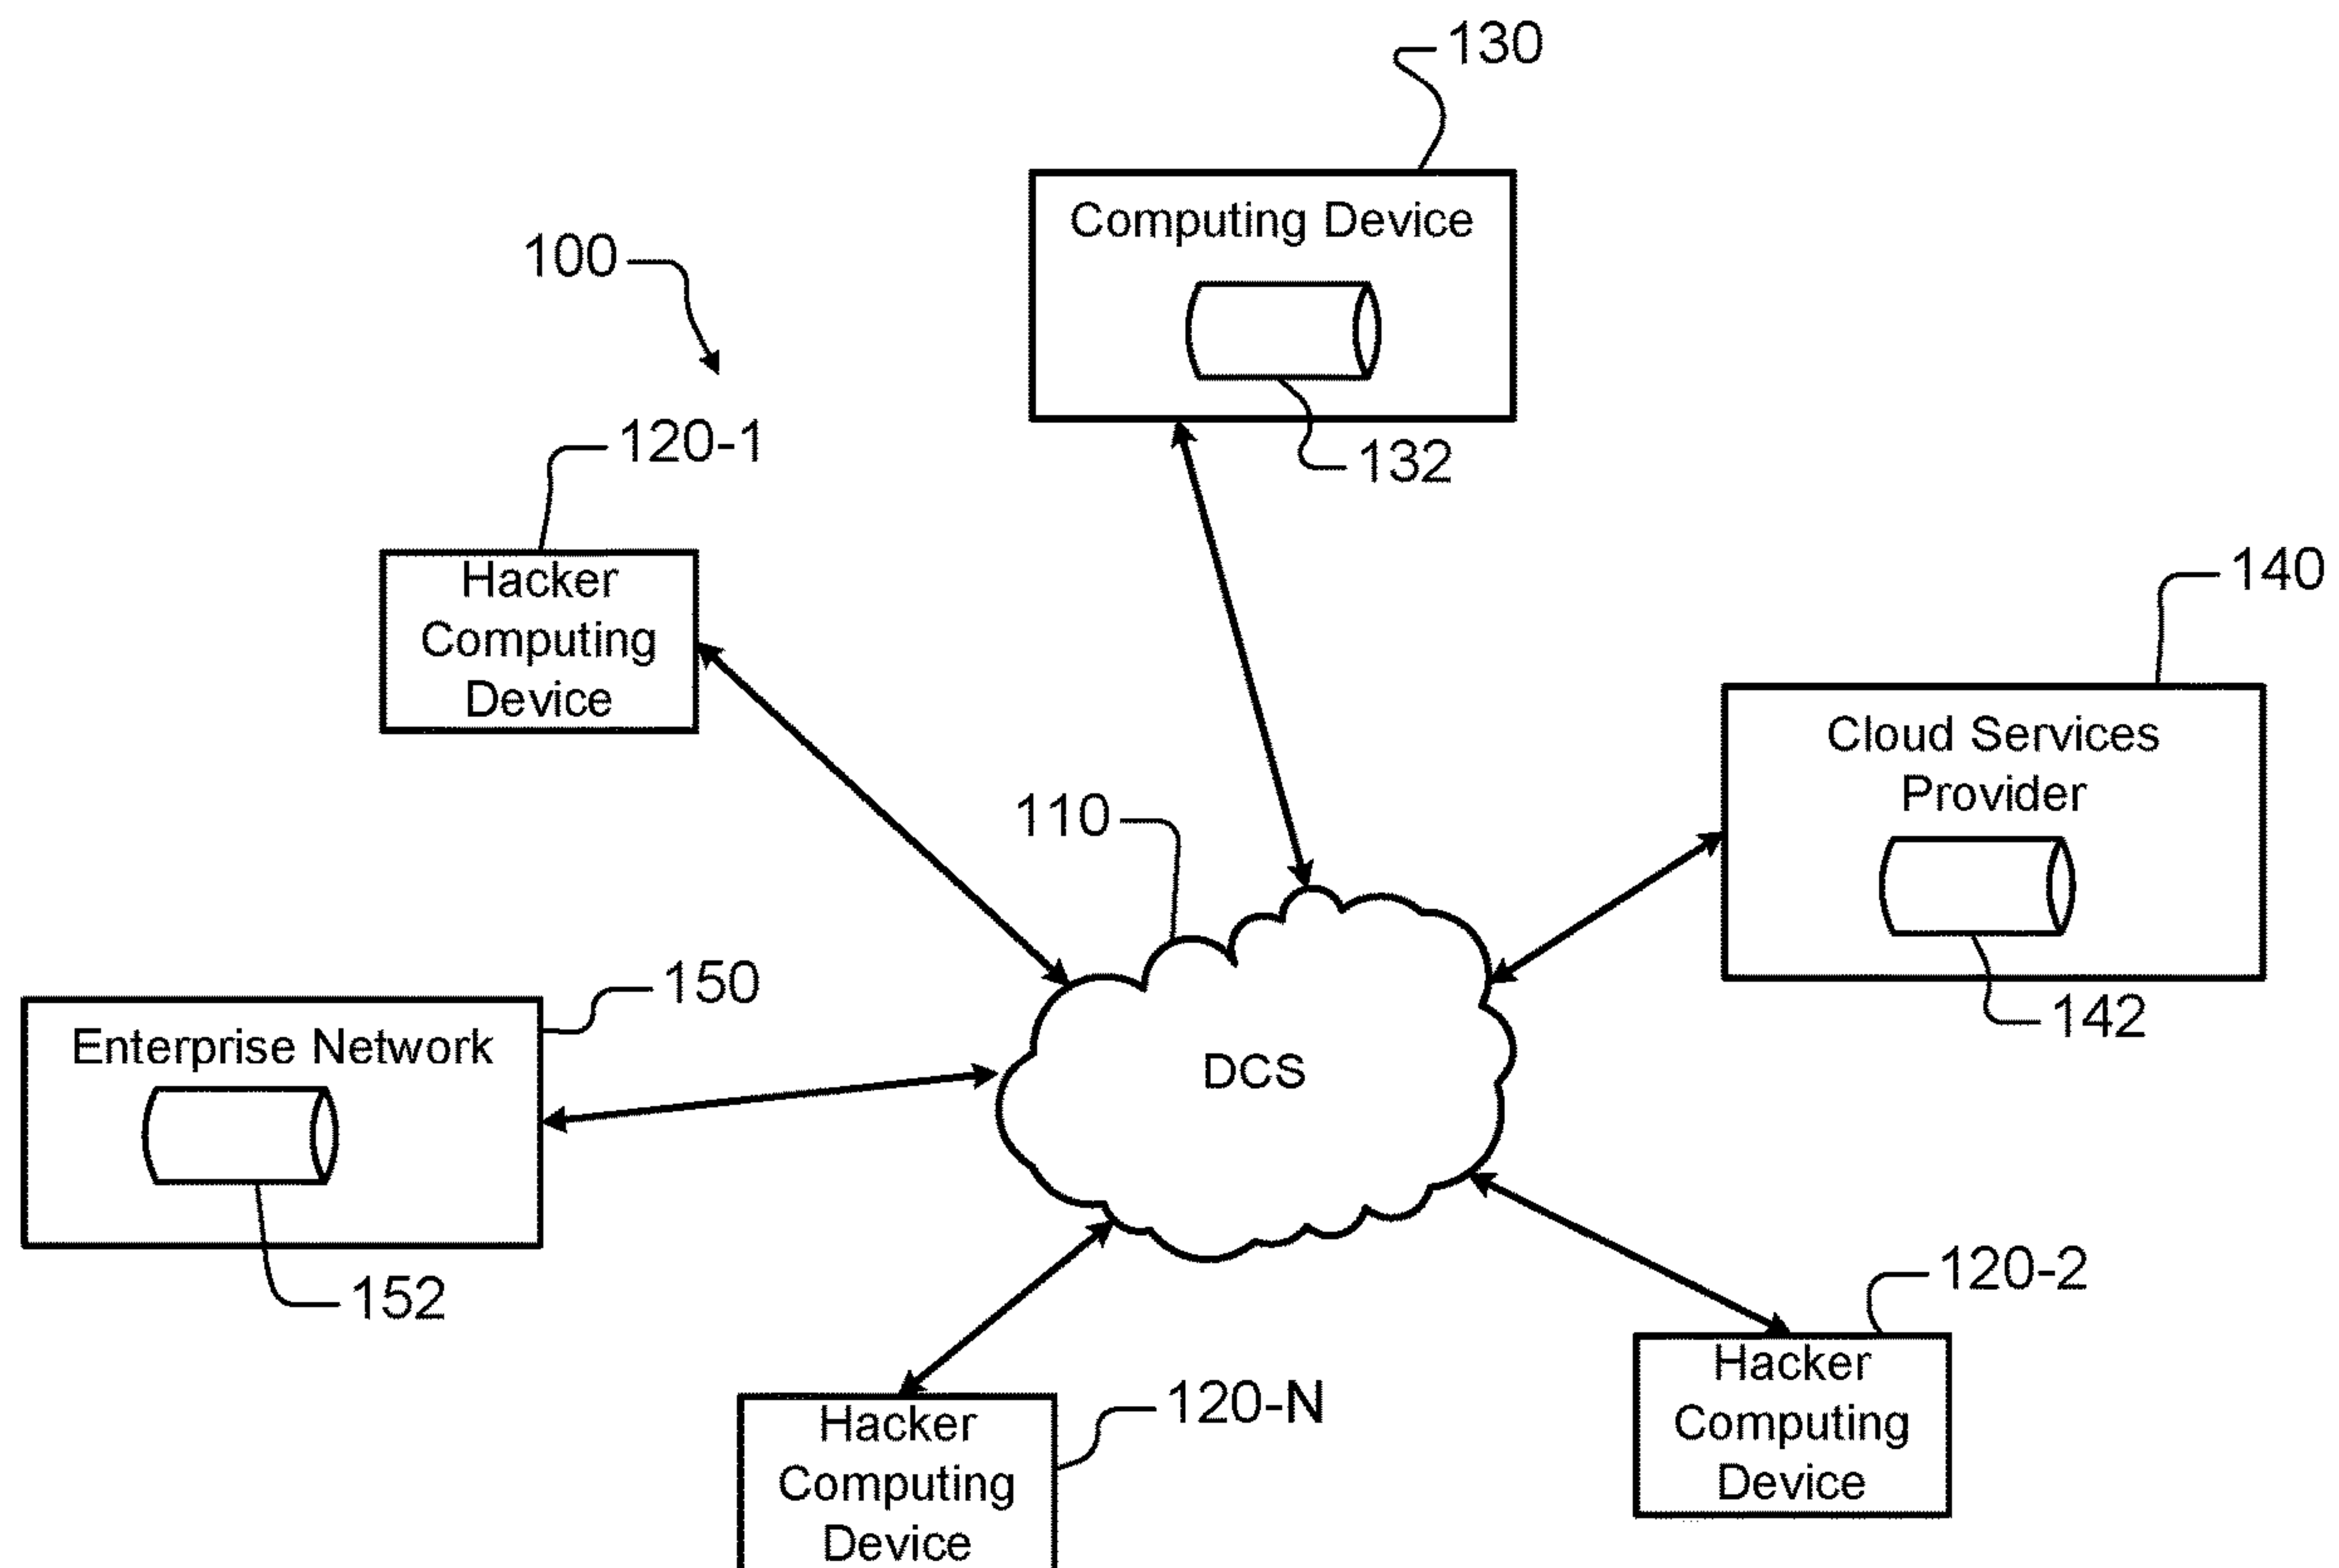 130
Computing Device
132
100
120-1
Hacker
Computing
Device
140
Cloud Services
Provider
142
110
DCS
150
Enterprise Network
152
120-2
Hacker
Computing
Device
120-N
Hacker
Computing
Device